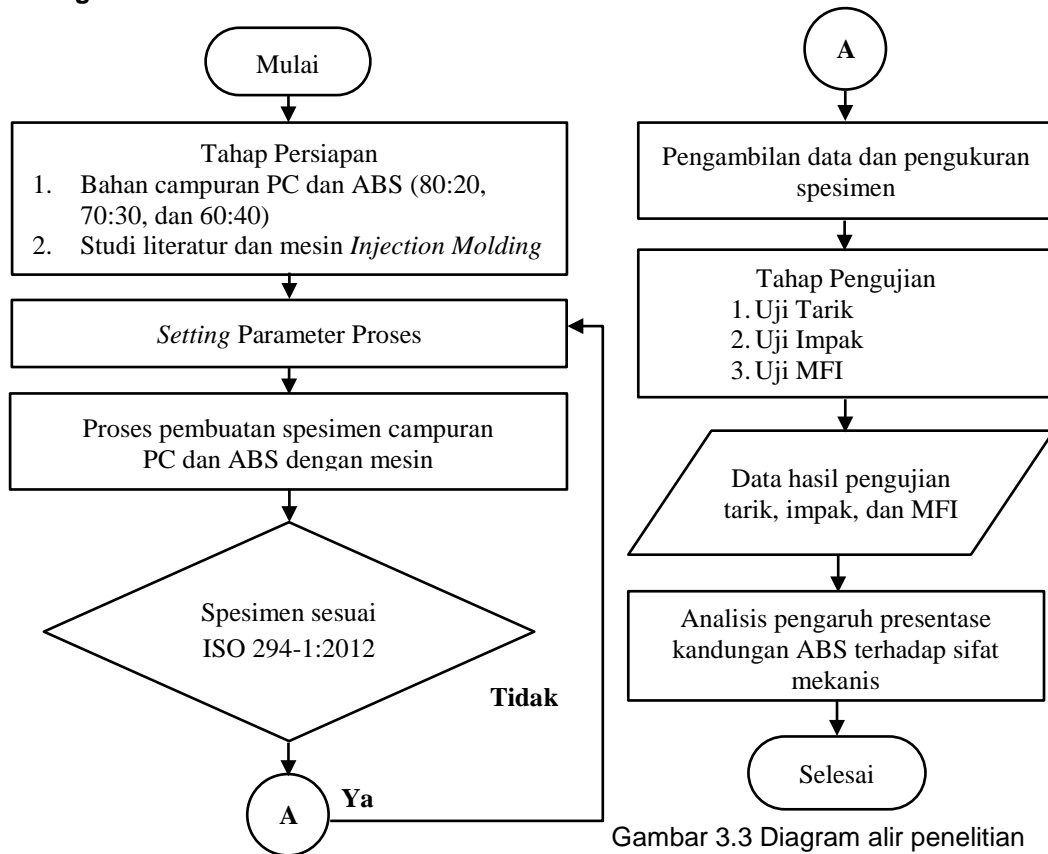 Mulai
Tahap Persiapan
1. Bahan campuran PC dan ABS (80:20,
70:30, dan 60:40)
2. Studi literatur dan mesin Injection Molding
Setting Parameter Proses
Proses pembuatan spesimen campuran
PC dan ABS dengan mesin
Spesimen sesuai
ISO 294-1:2012
Tidak
Ya
A
A
Pengambilan data dan pengukuran
spesimen
Tahap Pengujian
1. Uji Tarik
2. Uji Impak
3. Uji MFI
Data hasil pengujian
tarik, impak, dan MFI
Analisis pengaruh presentase
kandungan ABS terhadap sifat
mekanis
Selesai
Gambar 3.3 Diagram alir penelitian